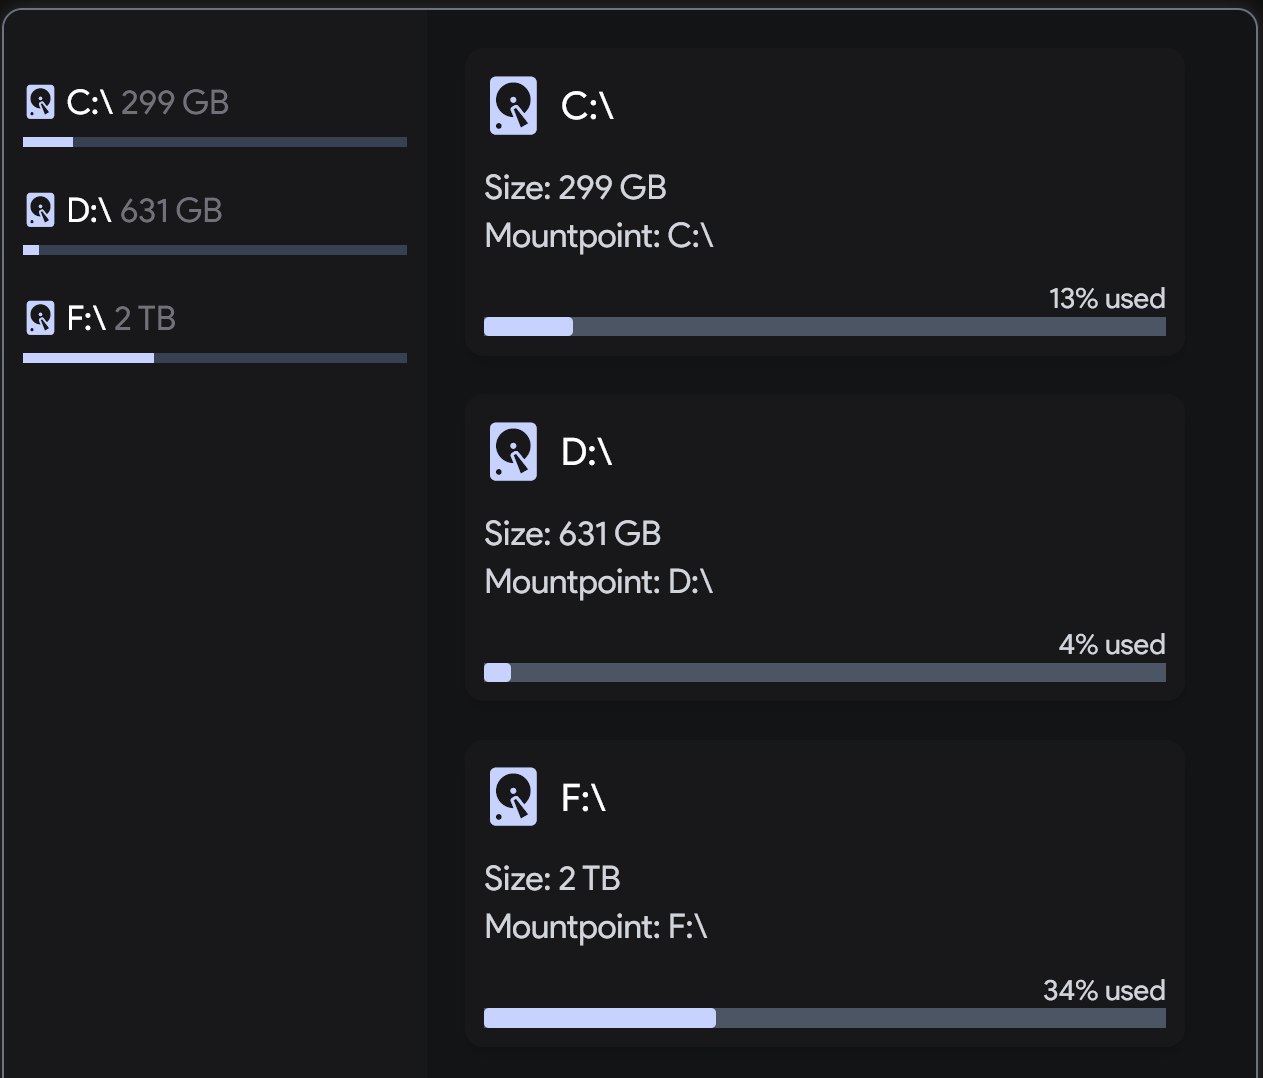 C:\ 299 GB
D:\ 631 GB
F:\ 2 TB
C:\
Size: 299 GB
Mountpoint: C:\
13% used
D:\
Size: 631 GB
Mountpoint: D:\
4% used
F:\
Size: 2 TB
Mountpoint: F:\
34% used